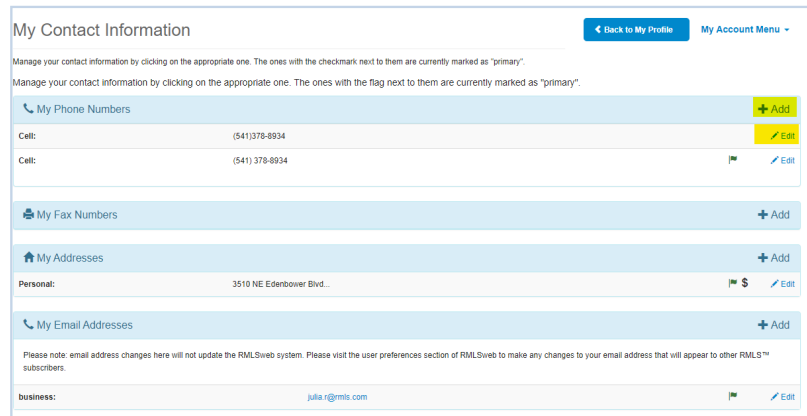 My Contact Information
Back to My Profile
My Account Menu
Manage your contact information by clicking on the appropriate one. The ones with the checkmark next to them are currently marked as "primary".
Manage your contact information by clicking on the appropriate one. The ones with the flag next to them are currently marked as "primary".
My Phone Numbers + Add
Cell: (541)378-8934 Edit
Cell: (541) 378-8934 Edit
My Fax Numbers + Add
My Addresses + Add
Personal: 3510 NE Edenbower Blvd... $ Edit
My Email Addresses + Add
Please note: email address changes here will not update the RMLSweb system. Please visit the user preferences section of RMLSweb to make any changes to your email address that will appear to other RMLS™
subscribers.
business: julia.r@rmls.com Edit